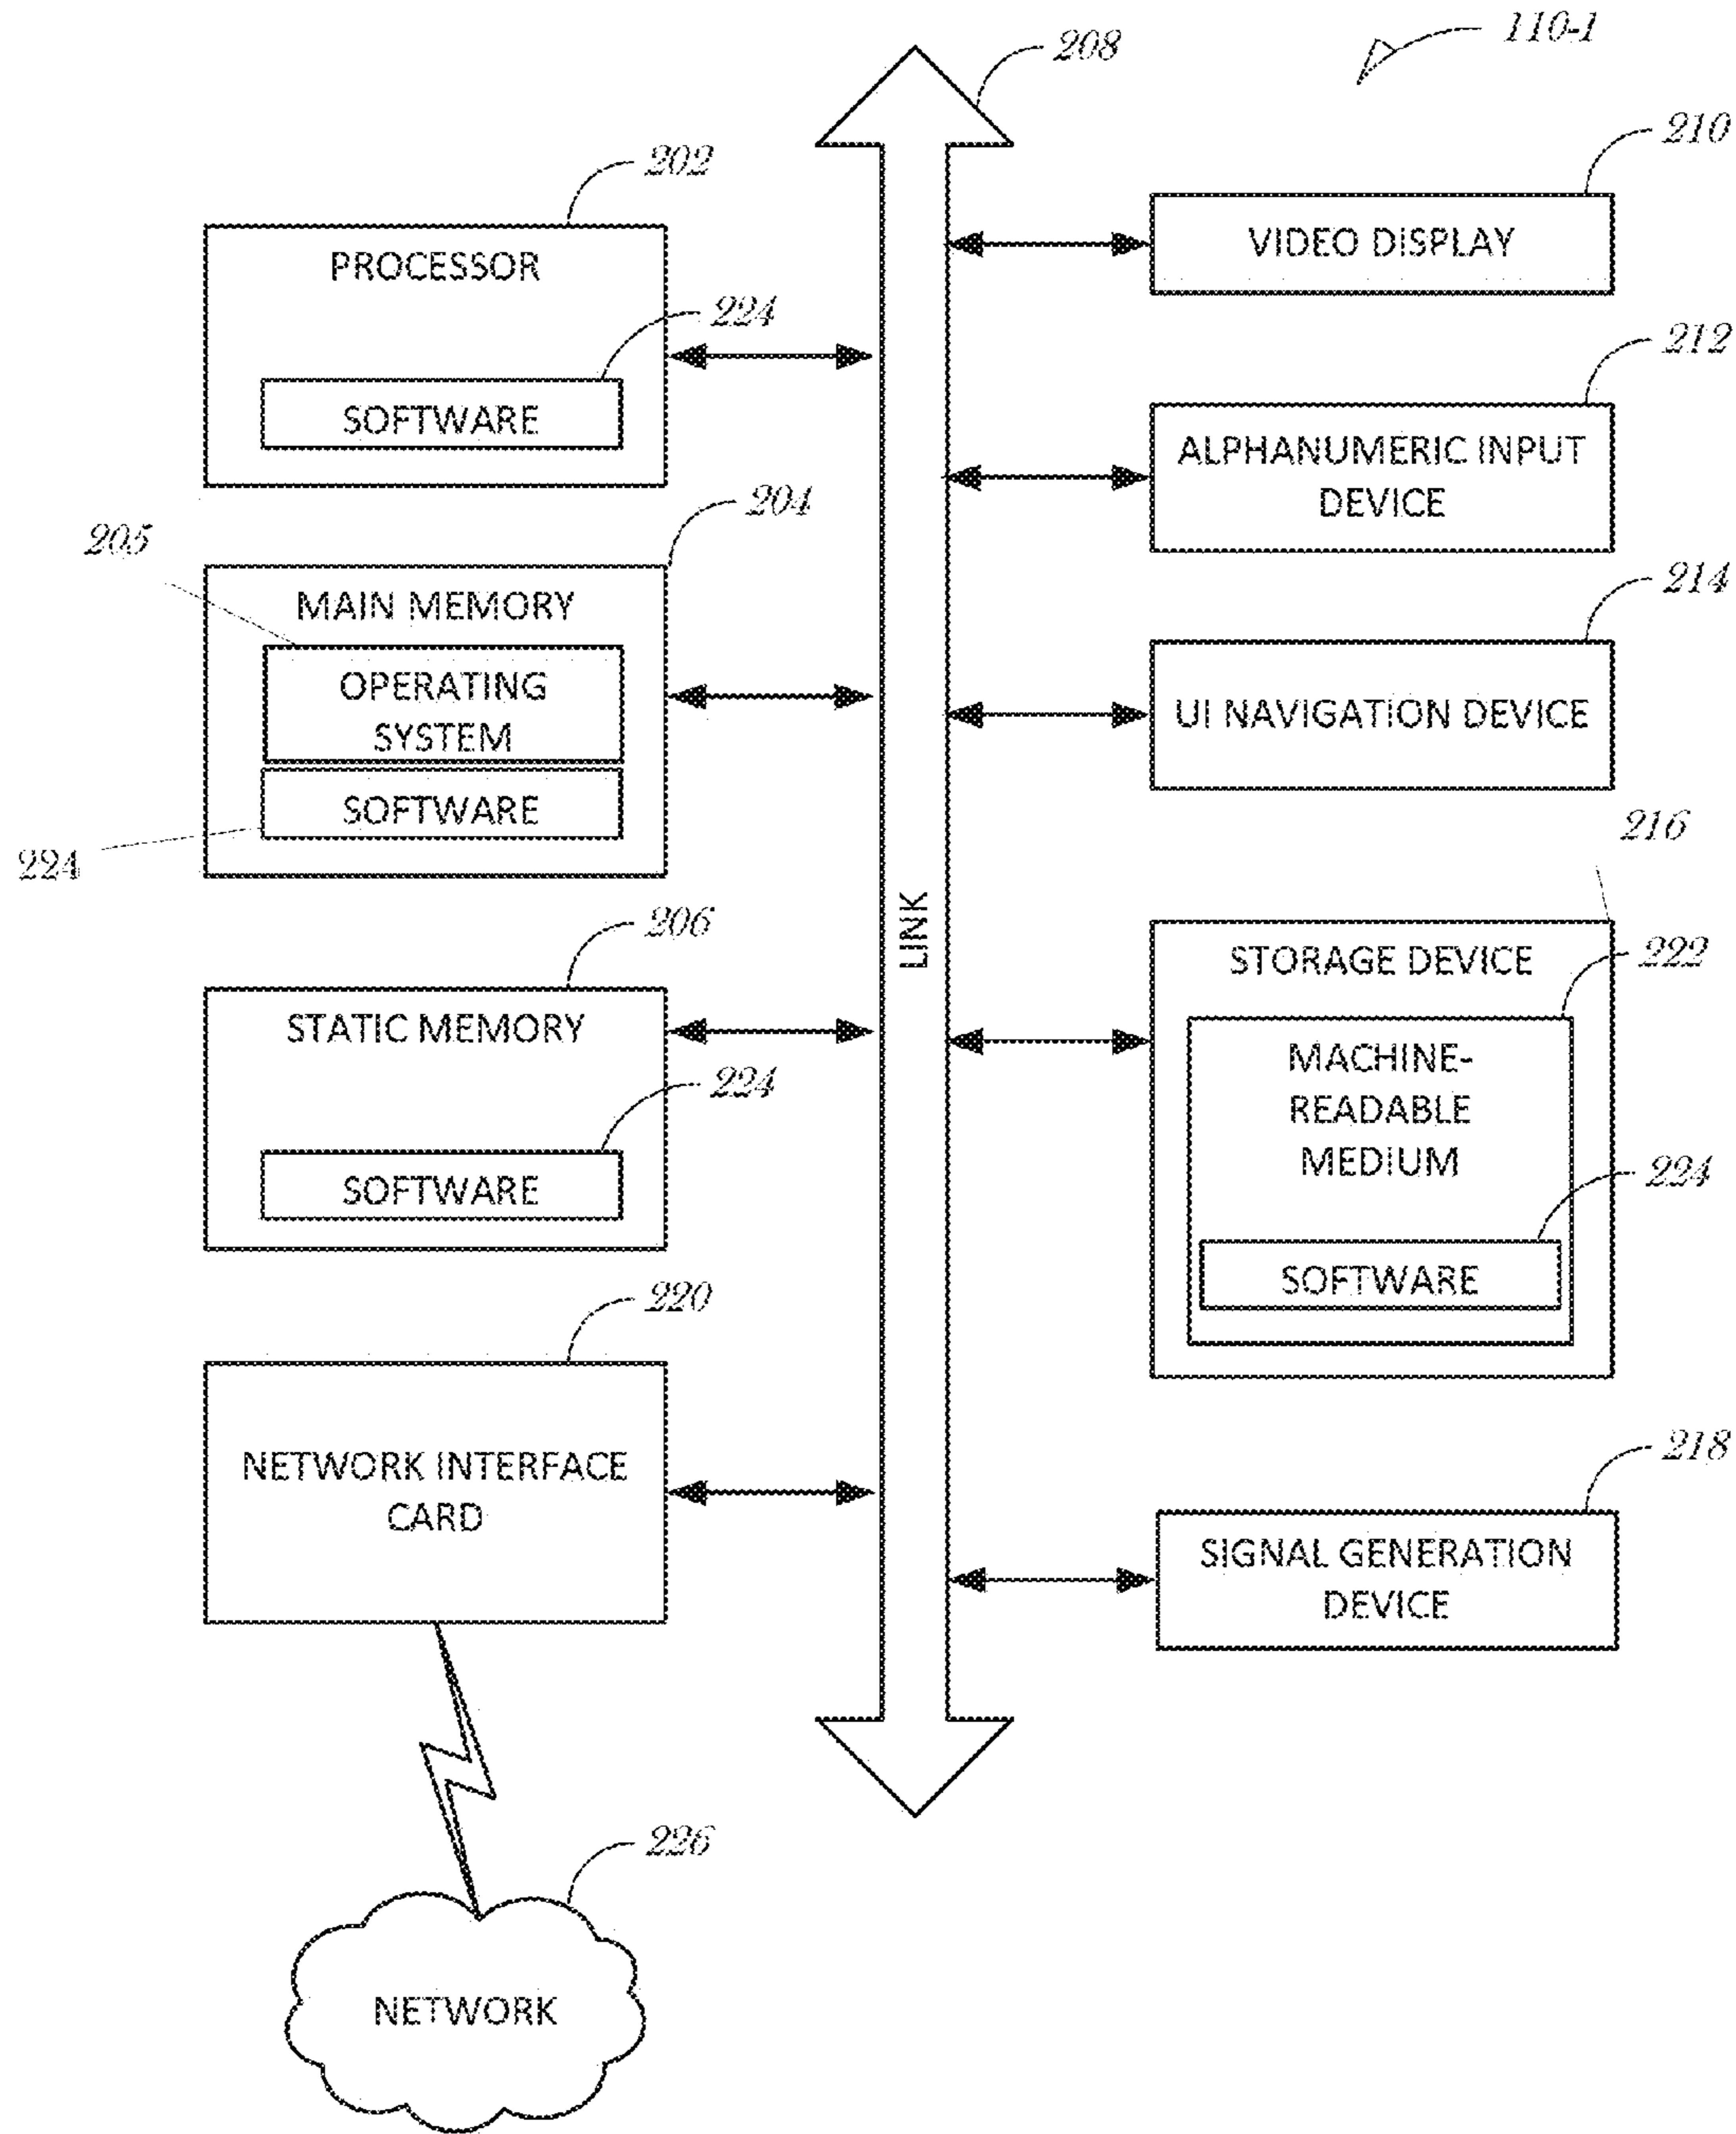 208
110-1
202
PROCESSOR
224
SOFTWARE
204
205
MAIN MEMORY
OPERATING
SYSTEM
SOFTWARE
224
206
STATIC MEMORY
224
SOFTWARE
220
NETWORK INTERFACE
CARD
226
NETWORK
LINK
210
VIDEO DISPLAY
212
ALPHANUMERIC INPUT
DEVICE
214
UI NAVIGATION DEVICE
216
STORAGE DEVICE
222
MACHINE-
READABLE
MEDIUM
224
SOFTWARE
218
SIGNAL GENERATION
DEVICE